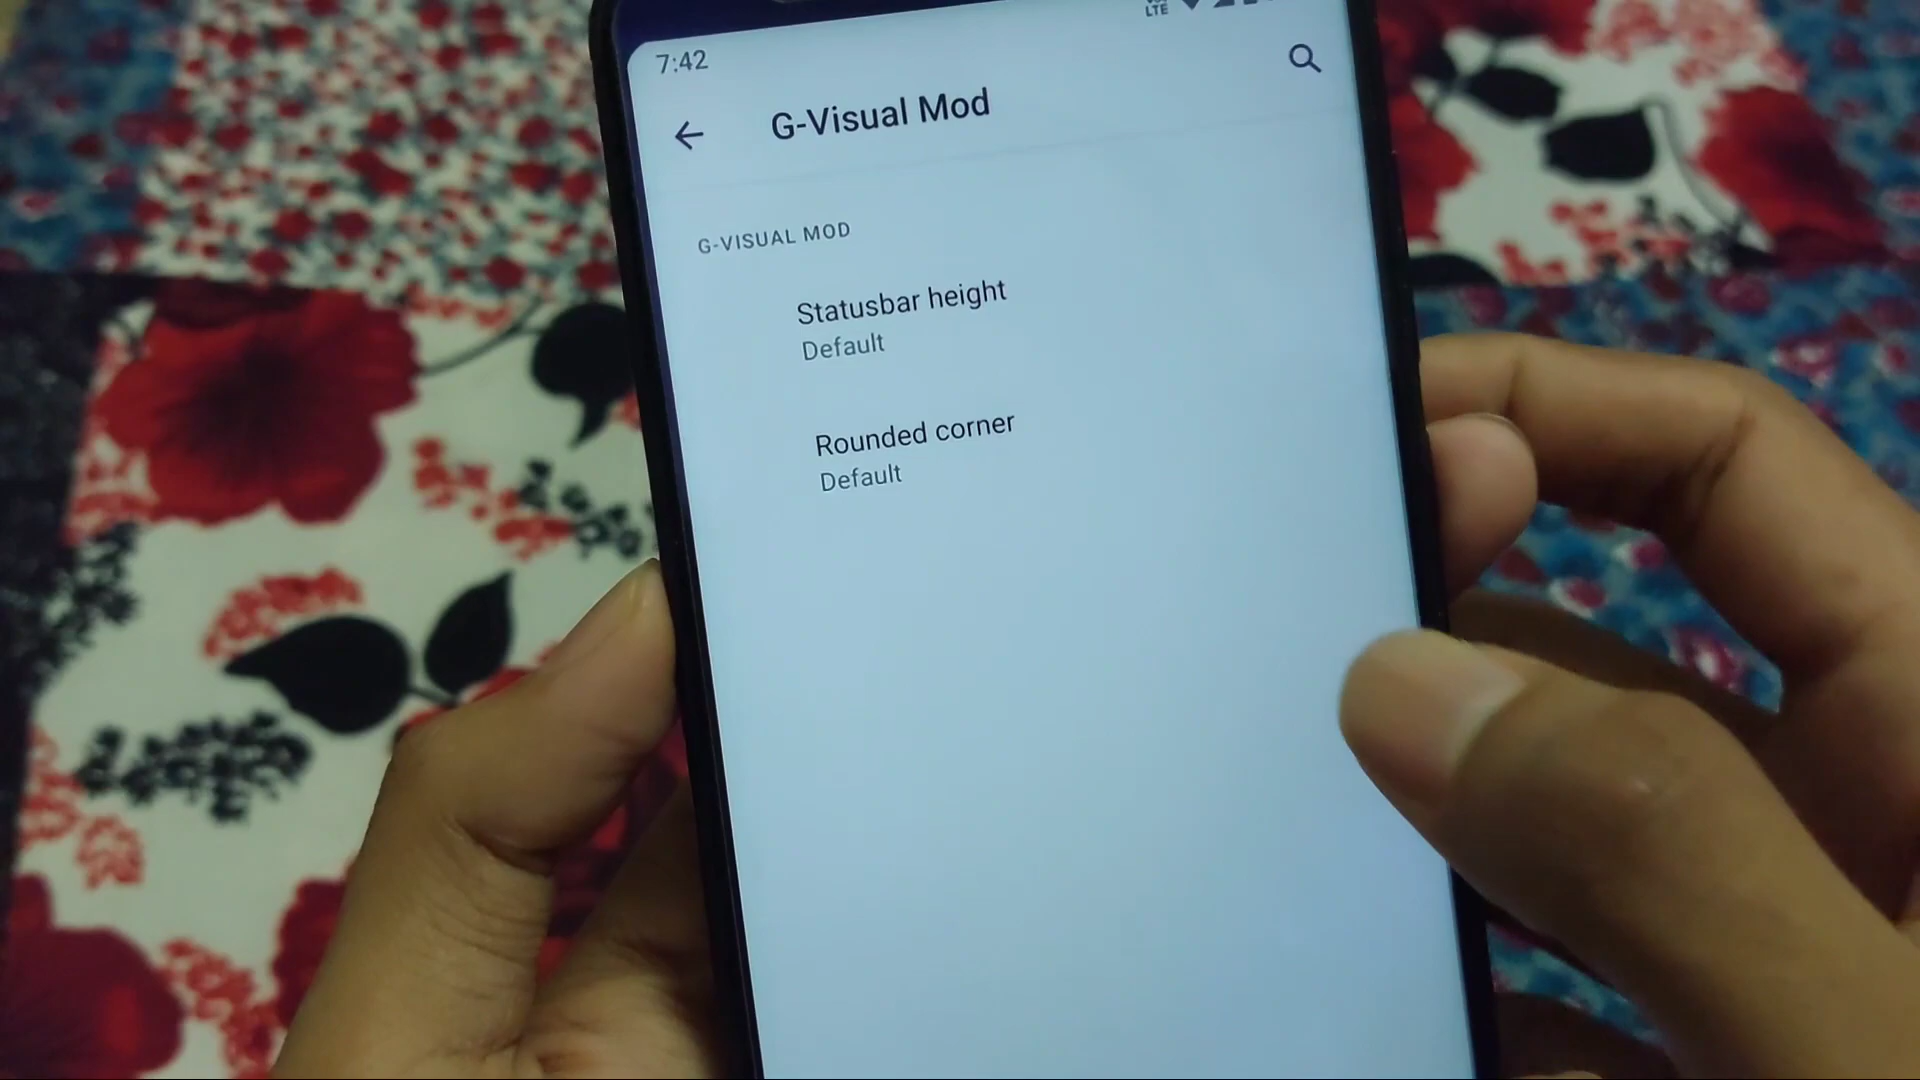 7:42
LTE
G-Visual Mod
G-VISUAL MOD
Statusbar height
Default
Rounded corner
Default